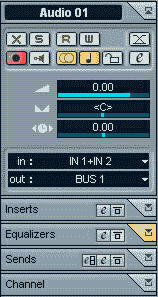 Audio 01
X S R W
e
0.00
<C>
0.00
in : IN 1+IN 2
out : BUS 1
Inserts e
Equalizers e
Sends e
Channel